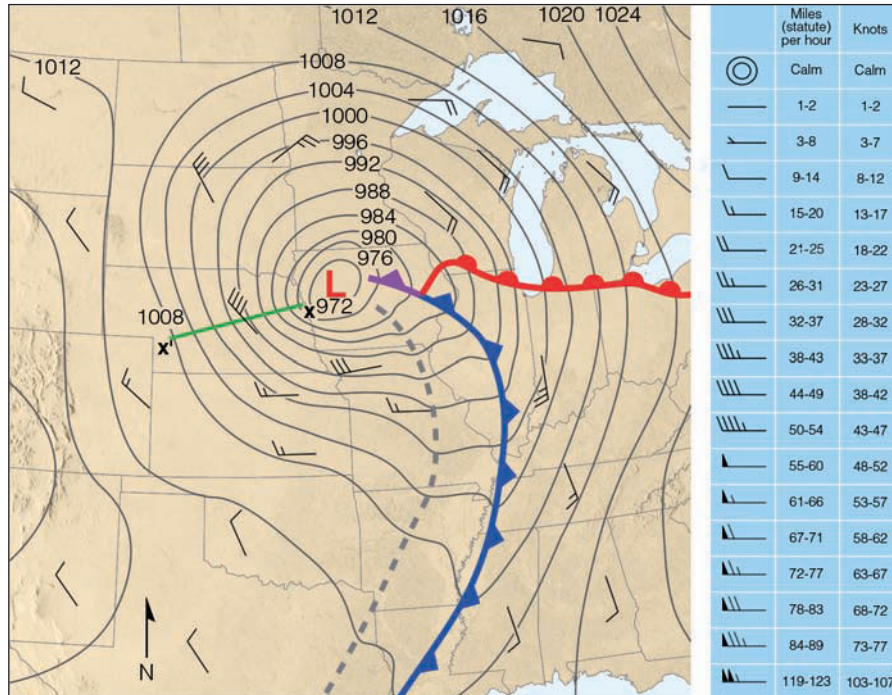 1012 1016 1020 1024
1012
1008
1004
1000
996
992
988
984
980
976
L
972
x
1008
x'
N
Miles
(statute)
per hour
Knots
Calm Calm
1-2 1-2
3-8 3-7
9-14 8-12
15-20 13-17
21-25 18-22
26-31 23-27
32-37 28-32
38-43 33-37
44-49 38-42
50-54 43-47
55-60 48-52
61-66 53-57
67-71 58-62
72-77 63-67
78-83 68-72
84-89 73-77
119-123 103-107